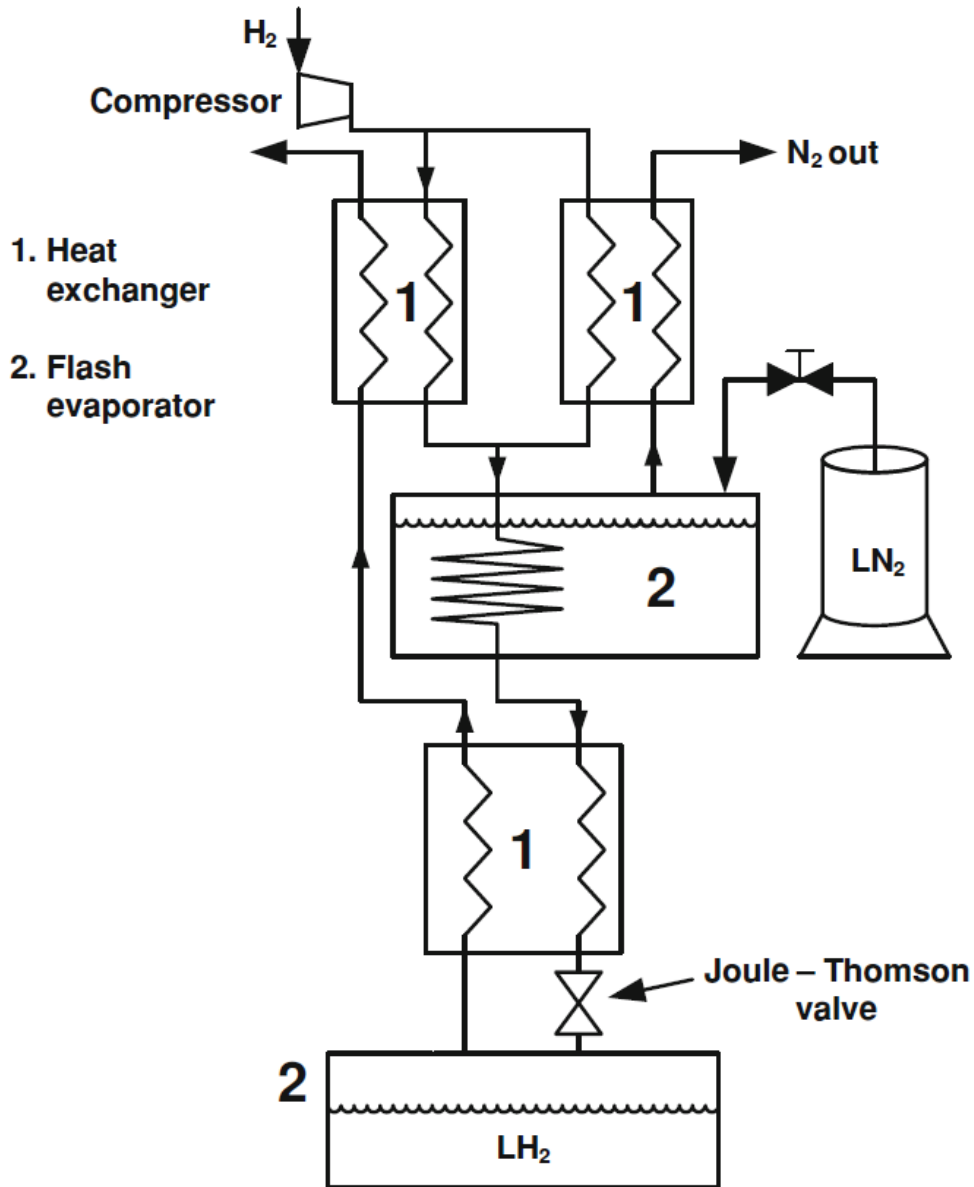 H₂
Compressor
N₂ out
1. Heat
exchanger
1
1
2. Flash
evaporator
2
LN₂
1
Joule – Thomson
valve
2
LH₂